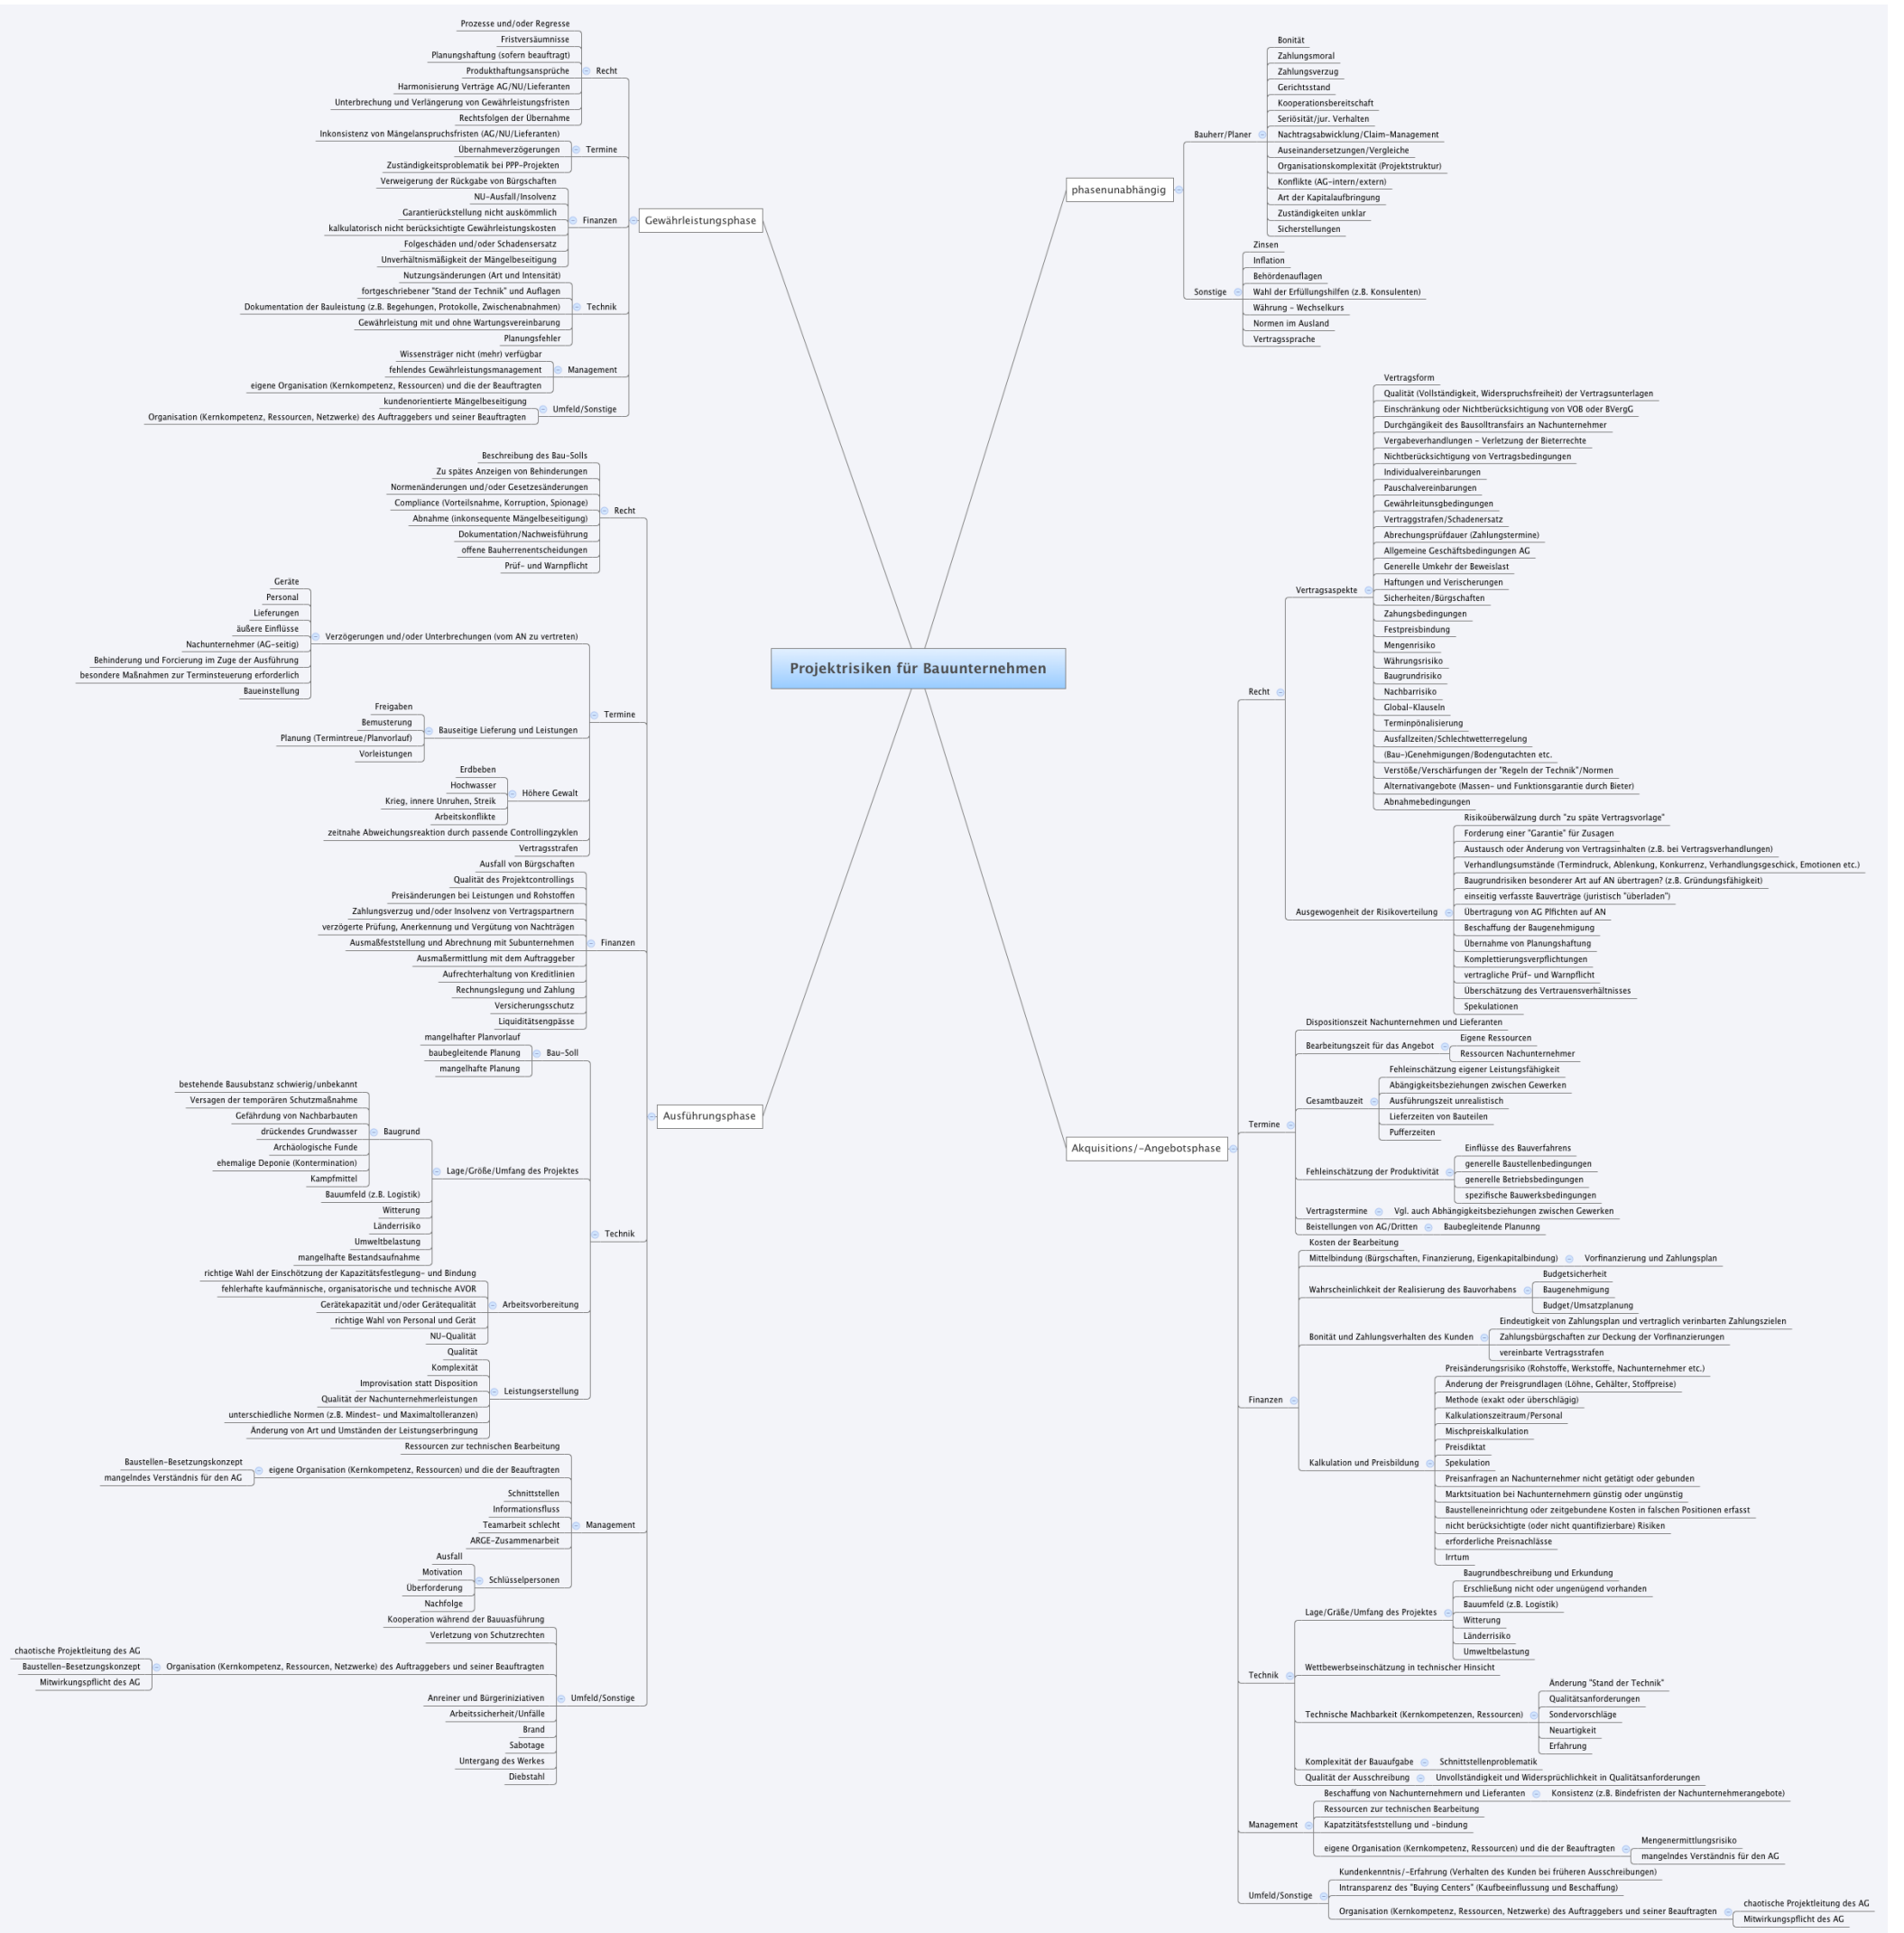 Projektrisiken für Bauunternehmen
Gewährleistungsphase
Recht
Prozesse und/oder Regresse
Fristversäumnisse
Planungshaftung (sofern beauftragt)
Produkthaftungsansprüche
Harmonisierung Verträge AG/NU/Lieferanten
Unterbrechung und Verlängerung von Gewährleistungsfristen
Rechtsfolgen der Übernahme
Termine
Inkonsistenz von Mängelanspruchsfristen (AG/NU/Lieferanten)
Übernahmeverzögerungen
Zuständigkeitsproblematik bei PPP-Projekten
Finanzen
Verweigerung der Rückgabe von Bürgschaften
NU-Ausfall/Insolvenz
Garantierückstellung nicht auskömmlich
kalkulatorisch nicht berücksichtigte Gewährleistungskosten
Folgeschäden und/oder Schadensersatz
Unverhältnismäßigkeit der Mängelbeseitigung
Technik
Nutzungsänderungen (Art und Intensität)
fortgeschriebener "Stand der Technik" und Auflagen
Dokumentation der Bauleistung (z.B. Begehungen, Protokolle, Zwischenabnahmen)
Gewährleistung mit und ohne Wartungsvereinbarung
Planungsfehler
Management
Wissensträger nicht (mehr) verfügbar
fehlendes Gewährleistungsmanagement
eigene Organisation (Kernkompetenz, Ressourcen) und die der Beauftragten
Umfeld/Sonstige
kundenorientierte Mängelbeseitigung
Organisation (Kernkompetenz, Ressourcen, Netzwerke) des Auftraggebers und seiner Beauftragten
Ausführungsphase
Recht
Beschreibung des Bau-Solls
Zu spätes Anzeigen von Behinderungen
Normenänderungen und/oder Gesetzesänderungen
Compliance (Vorteilsnahme, Korruption, Spionage)
Abnahme (inkonsequente Mängelbeseitigung)
Dokumentation/Nachweisführung
offene Bauherrenentscheidungen
Prüf- und Warnpflicht
Termine
Verzögerungen und/oder Unterbrechungen (vom AN zu vertreten)
Geräte
Personal
Lieferungen
äußere Einflüsse
Nachunternehmer (AG-seitig)
Behinderung und Forcierung im Zuge der Ausführung
besondere Maßnahmen zur Terminsteuerung erforderlich
Baueinstellung
Bauseitige Lieferung und Leistungen
Freigaben
Bemusterung
Planung (Termintreue/Planvorlauf)
Vorleistungen
Höhere Gewalt
Erdbeben
Hochwasser
Krieg, innere Unruhen, Streik
Arbeitskonflikte
zeitnahe Abweichungsreaktion durch passende Controllingzyklen
Vertragsstrafen
Finanzen
Ausfall von Bürgschaften
Qualität des Projektcontrollings
Preisänderungen bei Leistungen und Rohstoffen
Zahlungsverzug und/oder Insolvenz von Vertragspartnern
verzögerte Prüfung, Anerkennung und Vergütung von Nachträgen
Ausmaßfeststellung und Abrechnung mit Subunternehmen
Ausmaßermittlung mit dem Auftraggeber
Aufrechterhaltung von Kreditlinien
Rechnungslegung und Zahlung
Versicherungsschutz
Liquiditätsengpässe
Technik
Bau-Soll
mangelhafter Planvorlauf
baubegleitende Planung
mangelhafte Planung
Lage/Größe/Umfang des Projektes
Baugrund
bestehende Bausubstanz schwierig/unbekannt
Versagen der temporären Schutzmaßnahme
Gefährdung von Nachbarbauten
drückendes Grundwasser
Archäologische Funde
ehemalige Deponie (Kontermination)
Kampfmittel
Bauumfeld (z.B. Logistik)
Witterung
Länderrisiko
Umweltbelastung
mangelhafte Bestandsaufnahme
Arbeitsvorbereitung
richtige Wahl der Einschötzung der Kapazitätsfestlegung- und Bindung
fehlerhafte kaufmännische, organisatorische und technische AVOR
Gerätekapazität und/oder Gerätequalität
richtige Wahl von Personal und Gerät
NU-Qualität
Leistungserstellung
Qualität
Komplexität
Improvisation statt Disposition
Qualität der Nachunternehmerleistungen
unterschiedliche Normen (z.B. Mindest- und Maximaltolleranzen)
Änderung von Art und Umständen der Leistungserbringung
Management
Ressourcen zur technischen Bearbeitung
eigene Organisation (Kernkompetenz, Ressourcen) und die der Beauftragten
Baustellen-Besetzungskonzept
mangelndes Verständnis für den AG
Schnittstellen
Informationsfluss
Teamarbeit schlecht
ARGE-Zusammenarbeit
Schlüsselpersonen
Ausfall
Motivation
Überforderung
Nachfolge
Umfeld/Sonstige
Kooperation während der Bauuasführung
Verletzung von Schutzrechten
Organisation (Kernkompetenz, Ressourcen, Netzwerke) des Auftraggebers und seiner Beauftragten
chaotische Projektleitung des AG
Baustellen-Besetzungskonzept
Mitwirkungspflicht des AG
Anreiner und Bürgeriniziativen
Arbeitssicherheit/Unfälle
Brand
Sabotage
Untergang des Werkes
Diebstahl
phasenunabhängig
Bauherr/Planer
Bonität
Zahlungsmoral
Zahlungsverzug
Gerichtsstand
Kooperationsbereitschaft
Seriösität/jur. Verhalten
Nachtragsabwicklung/Claim-Management
Auseinandersetzungen/Vergleiche
Organisationskomplexität (Projektstruktur)
Konflikte (AG-intern/extern)
Art der Kapitalaufbringung
Zuständigkeiten unklar
Sicherstellungen
Sonstige
Zinsen
Inflation
Behördenauflagen
Wahl der Erfüllungshilfen (z.B. Konsulenten)
Währung - Wechselkurs
Normen im Ausland
Vertragssprache
Akquisitions/-Angebotsphase
Recht
Vertragsaspekte
Vertragsform
Qualität (Vollständigkeit, Widerspruchsfreiheit) der Vertragsunterlagen
Einschränkung oder Nichtberücksichtigung von VOB oder BVergG
Durchgängikeit des Bausolltransfairs an Nachunternehmer
Vergabeverhandlungen - Verletzung der Bieterrechte
Nichtberücksichtigung von Vertragsbedingungen
Individualvereinbarungen
Pauschalvereinbarungen
Gewährleitunsgbedingungen
Vertraggstrafen/Schadenersatz
Abrechungsprüfdauer (Zahlungstermine)
Allgemeine Geschäftsbedingungen AG
Generelle Umkehr der Beweislast
Haftungen und Verischerungen
Sicherheiten/Bürgschaften
Zahungsbedingungen
Festpreisbindung
Mengenrisiko
Währungsrisiko
Baugrundrisiko
Nachbarrisiko
Global-Klauseln
Terminpönalisierung
Ausfallzeiten/Schlechtwetterregelung
(Bau-)Genehmigungen/Bodengutachten etc.
Verstöße/Verschärfungen der "Regeln der Technik"/Normen
Alternativangebote (Massen- und Funktionsgarantie durch Bieter)
Abnahmebedingungen
Ausgewogenheit der Risikoverteilung
Risikoüberwälzung durch "zu späte Vertragsvorlage"
Forderung einer "Garantie" für Zusagen
Austausch oder Änderung von Vertragsinhalten (z.B. bei Vertragsverhandlungen)
Verhandlungsumstände (Termindruck, Ablenkung, Konkurrenz, Verhandlungsgeschick, Emotionen etc.)
Baugrundrisiken besonderer Art auf AN übertragen? (z.B. Gründungsfähigkeit)
einseitig verfasste Bauverträge (juristisch "überladen")
Übertragung von AG Plfichten auf AN
Beschaffung der Baugenehmigung
Übernahme von Planungshaftung
Komplettierungsverpflichtungen
vertragliche Prüf- und Warnpflicht
Überschätzung des Vertrauensverhältnisses
Spekulationen
Termine
Dispositionszeit Nachunternehmen und Lieferanten
Bearbeitungszeit für das Angebot
Eigene Ressourcen
Ressourcen Nachunternehmer
Gesamtbauzeit
Fehleinschätzung eigener Leistungsfähigkeit
Abängigkeitsbeziehungen zwischen Gewerken
Ausführungszeit unrealistisch
Lieferzeiten von Bauteilen
Pufferzeiten
Fehleinschätzung der Produktivität
Einflüsse des Bauverfahrens
generelle Baustellenbedingungen
generelle Betriebsbedingungen
spezifische Bauwerksbedingungen
Vertragstermine
Vgl. auch Abhängigkeitsbeziehungen zwischen Gewerken
Beistellungen von AG/Dritten
Baubegleitende Planunng
Finanzen
Kosten der Bearbeitung
Mittelbindung (Bürgschaften, Finanzierung, Eigenkapitalbindung)
Vorfinanzierung und Zahlungsplan
Wahrscheinlichkeit der Realisierung des Bauvorhabens
Budgetsicherheit
Baugenehmigung
Budget/Umsatzplanung
Bonität und Zahlungsverhalten des Kunden
Eindeutigkeit von Zahlungsplan und vertraglich verinbarten Zahlungszielen
Zahlungsbürgschaften zur Deckung der Vorfinanzierungen
vereinbarte Vertragsstrafen
Kalkulation und Preisbildung
Preisänderungsrisiko (Rohstoffe, Werkstoffe, Nachunternehmer etc.)
Änderung der Preisgrundlagen (Löhne, Gehälter, Stoffpreise)
Methode (exakt oder überschlägig)
Kalkulationszeitraum/Personal
Mischpreiskalkulation
Preisdiktat
Spekulation
Preisanfragen an Nachunternehmer nicht getätigt oder gebunden
Marktsituation bei Nachunternehmern günstig oder ungünstig
Baustelleneinrichtung oder zeitgebundene Kosten in falschen Positionen erfasst
nicht berücksichtigte (oder nicht quantifizierbare) Risiken
erforderliche Preisnachlässe
Irrtum
Technik
Lage/Gräße/Umfang des Projektes
Baugrundbeschreibung und Erkundung
Erschließung nicht oder ungenügend vorhanden
Bauumfeld (z.B. Logistik)
Witterung
Länderrisiko
Umweltbelastung
Wettbewerbseinschätzung in technischer Hinsicht
Technische Machbarkeit (Kernkompetenzen, Ressourcen)
Änderung "Stand der Technik"
Qualitätsanforderungen
Sondervorschläge
Neuartigkeit
Erfahrung
Komplexität der Bauaufgabe
Schnittstellenproblematik
Qualität der Ausschreibung
Unvollständigkeit und Widersprüchlichkeit in Qualitätsanforderungen
Management
Beschaffung von Nachunternehmern und Lieferanten
Konsistenz (z.B. Bindefristen der Nachunternehmerangebote)
Ressourcen zur technischen Bearbeitung
Kapatzitätsfeststellung und -bindung
eigene Organisation (Kernkompetenz, Ressourcen) und die der Beauftragten
Mengenermittlungsrisiko
mangelndes Verständnis für den AG
Umfeld/Sonstige
Kundenkenntnis/-Erfahrung (Verhalten des Kunden bei früheren Ausschreibungen)
Intransparenz des "Buying Centers" (Kaufbeeinflussung und Beschaffung)
Organisation (Kernkompetenz, Ressourcen, Netzwerke) des Auftraggebers und seiner Beauftragten
chaotische Projektleitung des AG
Mitwirkungspflicht des AG